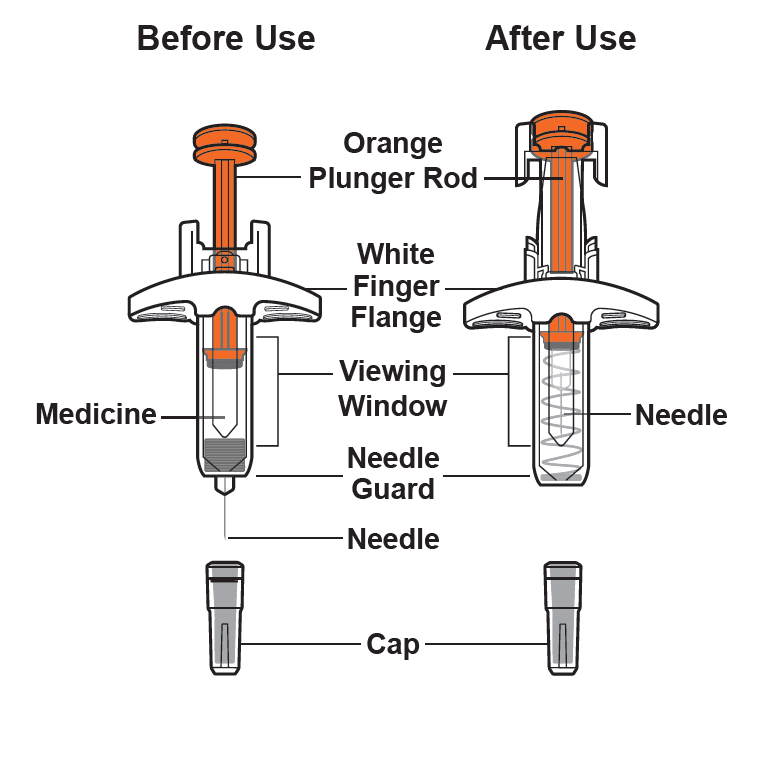 Before Use
After Use
Orange
Plunger Rod
White
Finger
Flange
Viewing
Window
Medicine
Needle
Needle
Guard
Needle
Cap